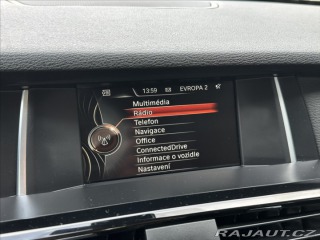 13:59 EVROPA 2
Multimédia
Rádio
Telefon
Navigace
Office
ConnectedDrive
Informace o vozidle
Nastavení
RAJAUT.CZ